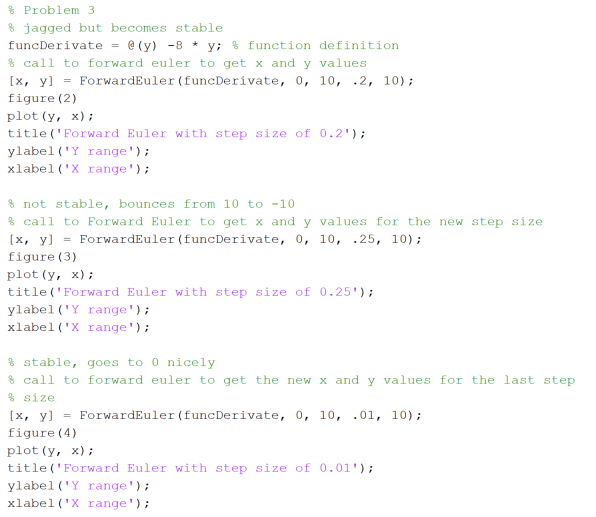 % Problem 3
% jagged but becomes stable
funcDerivate = @(y) -8 * y; % function definition
% call to forward euler to get x and y values
[x, y] = ForwardEuler(funcDerivate, 0, 10, .2, 10);
figure(2)
plot(y, x);
title('Forward Euler with step size of 0.2');
ylabel('Y range');
xlabel('X range');
% not stable, bounces from 10 to -10
% call to Forward Euler to get x and y values for the new step size
[x, y] = ForwardEuler(funcDerivate, 0, 10, .25, 10);
figure(3)
plot(y, x);
title('Forward Euler with step size of 0.25');
ylabel('Y range');
xlabel('X range');
% stable, goes to 0 nicely
% call to forward euler to get the new x and y values for the last step
% size
[x, y] = ForwardEuler(funcDerivate, 0, 10, .01, 10);
figure(4)
plot(y, x);
title('Forward Euler with step size of 0.01');
ylabel('Y range');
xlabel('X range');